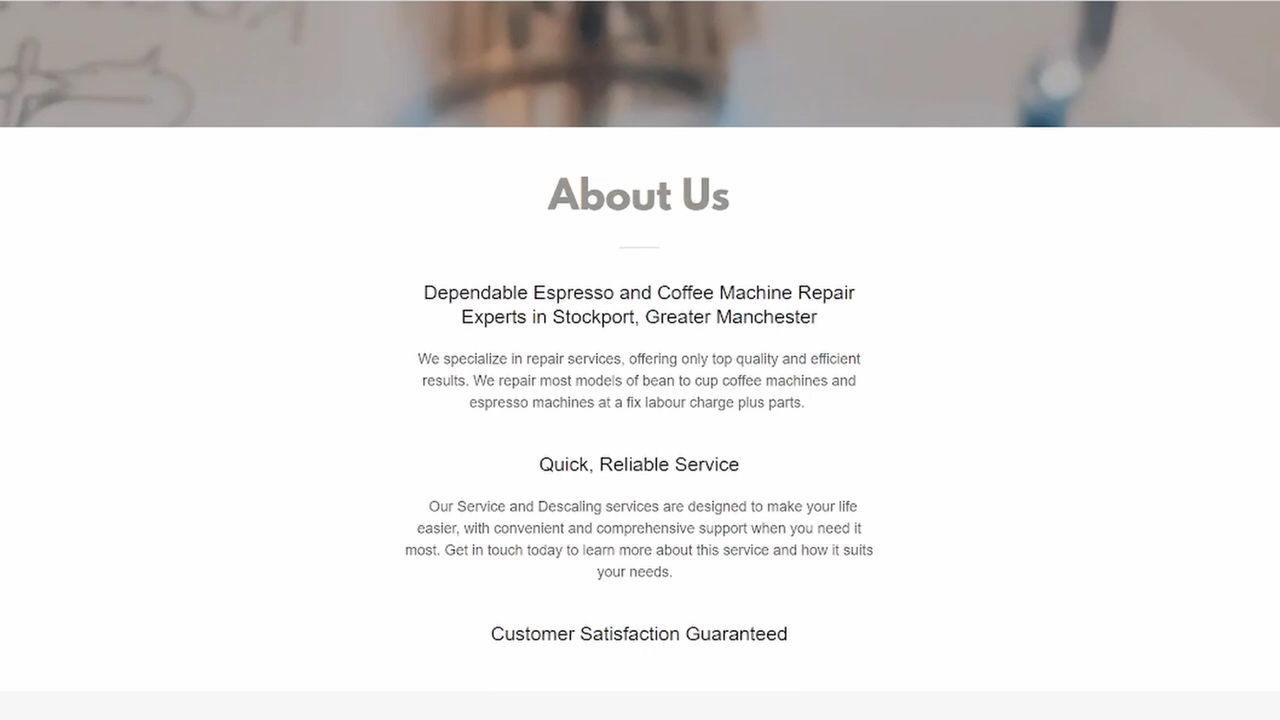 About Us
Dependable Espresso and Coffee Machine Repair
Experts in Stockport, Greater Manchester
We specialize in repair services, offering only top quality and efficient
results. We repair most models of bean to cup coffee machines and
espresso machines at a fix labour charge plus parts.
Quick, Reliable Service
Our Service and Descaling services are designed to make your life
easier, with convenient and comprehensive support when you need it
most. Get in touch today to learn more about this service and how it suits
your needs.
Customer Satisfaction Guaranteed